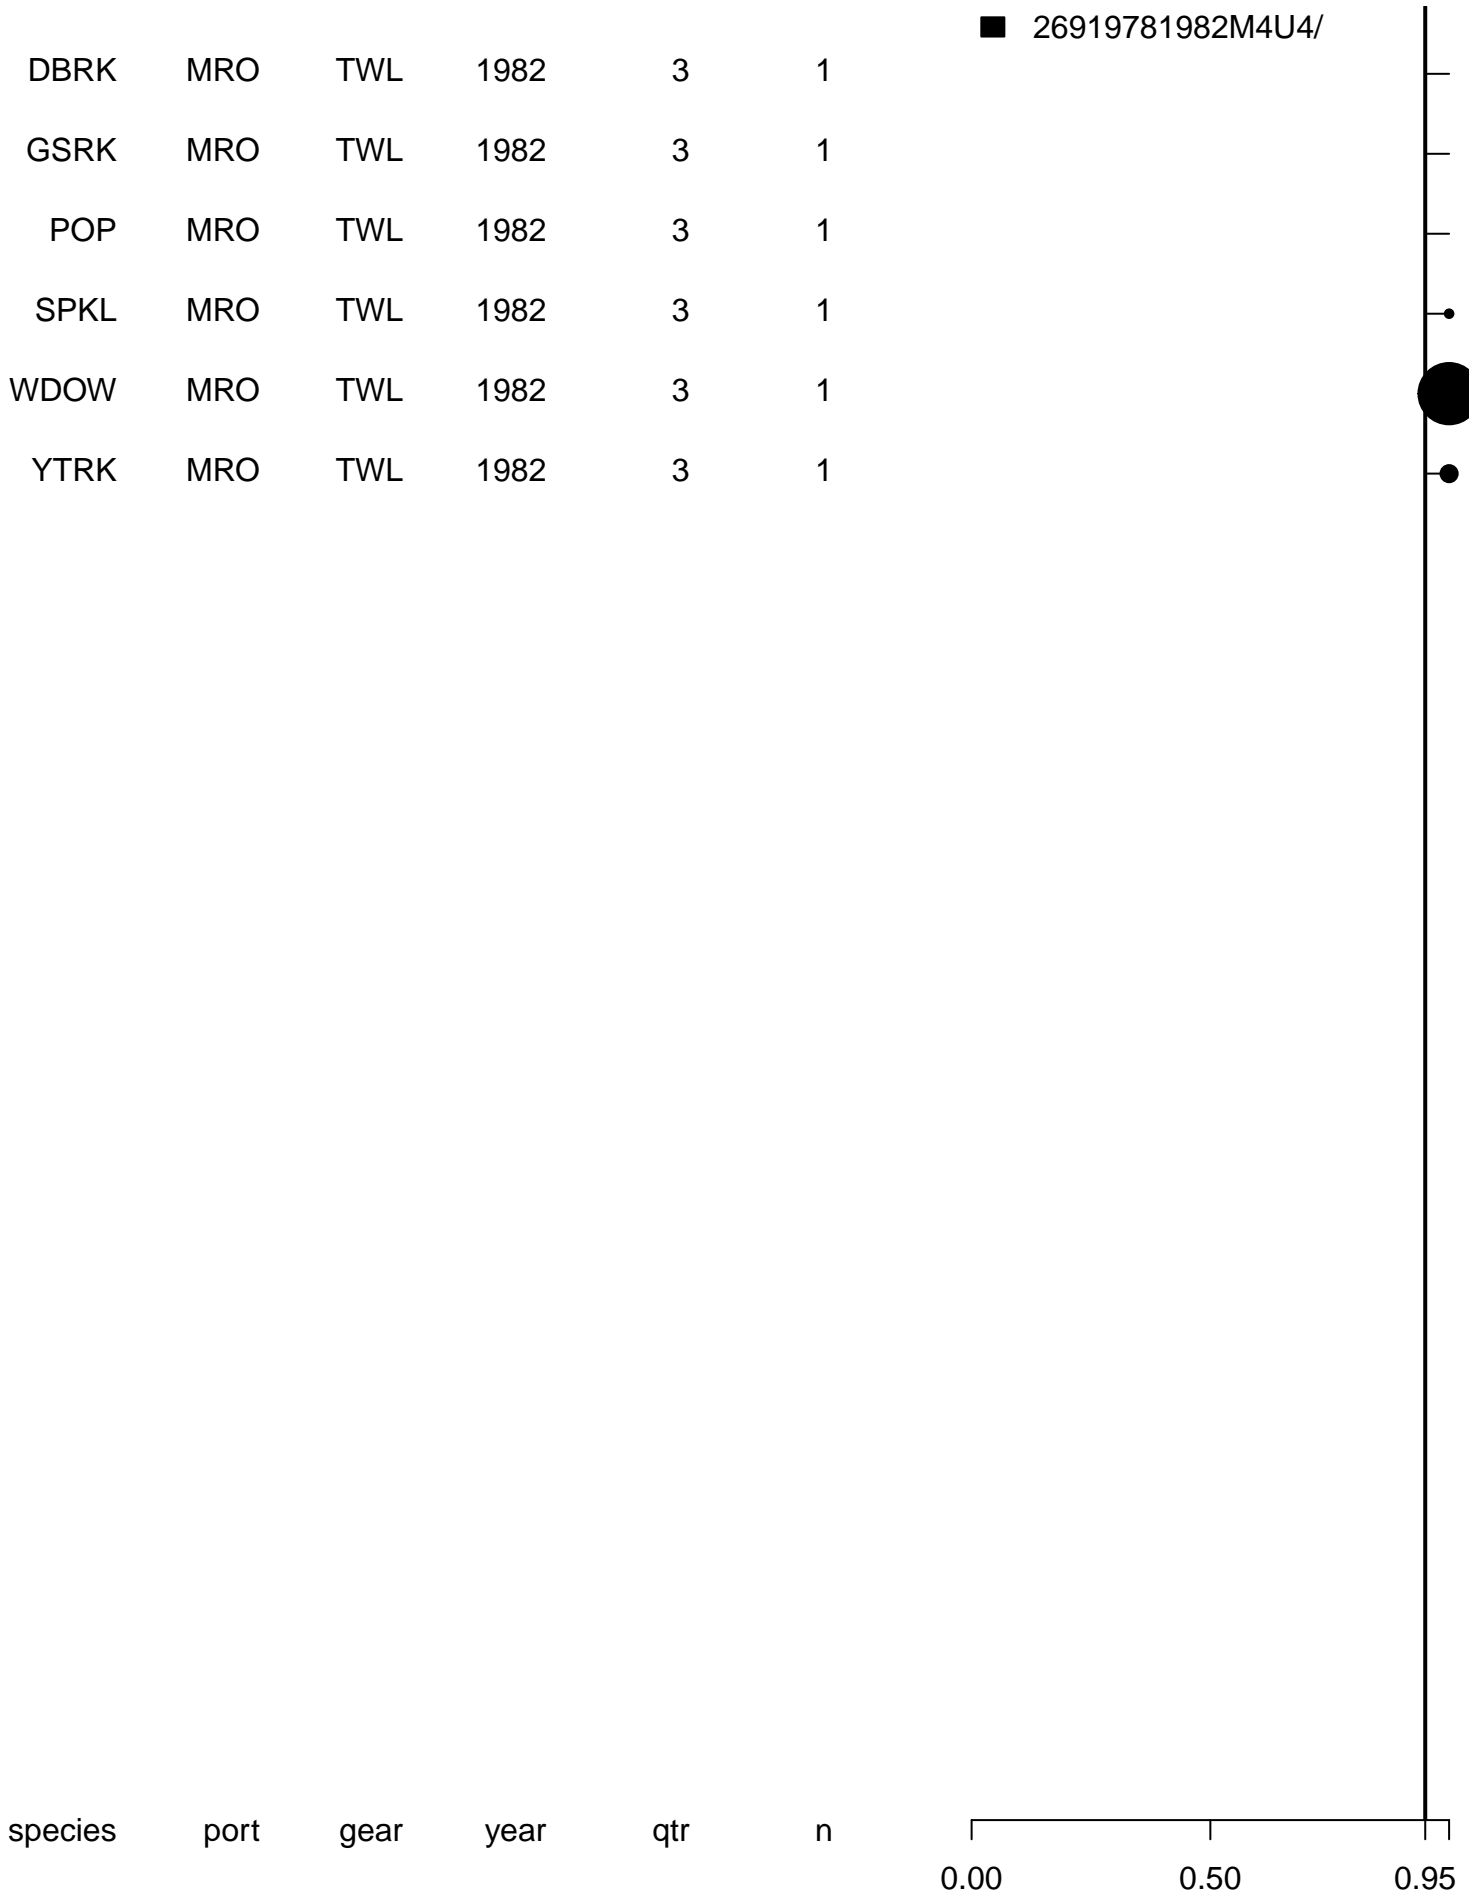 26919781982M4U4/
DBRK MRO TWL 1982 3 1
GSRK MRO TWL 1982 3 1
POP MRO TWL 1982 3 1
SPKL MRO TWL 1982 3 1
WDOW MRO TWL 1982 3 1
YTRK MRO TWL 1982 3 1
species port gear year qtr n
0.00 0.50 0.95